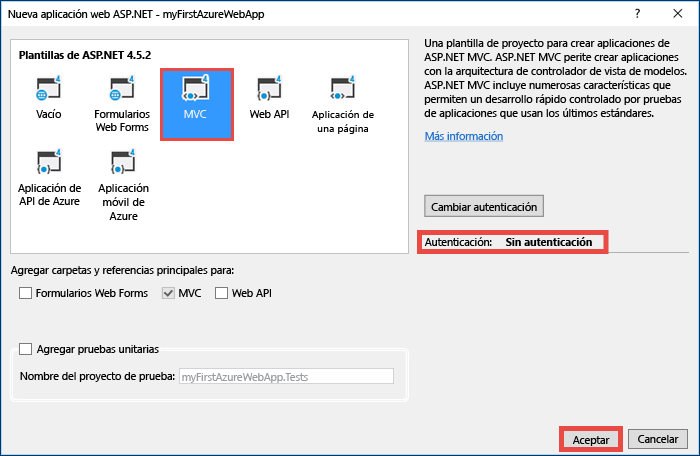 Nueva aplicación web ASP.NET - myFirstAzureWebApp
?
Plantillas de ASP.NET 4.5.2
4
Vacío
4
Formularios
Web Forms
4
MVC
4
Web API
4
Aplicación de
una página
4
Aplicación de
API de Azure
4
Aplicación
móvil de
Azure
Una plantilla de proyecto para crear aplicaciones de
ASP.NET MVC. ASP.NET MVC perite crear aplicaciones
con la arquitectura de controlador de vista de modelos.
ASP.NET MVC incluye numerosas características que
permiten un desarrollo rápido controlado por pruebas
de aplicaciones que usan los últimos estándares.
Más información
Cambiar autenticación
Autenticación: Sin autenticación
Agregar carpetas y referencias principales para:
Formularios Web Forms MVC Web API
Agregar pruebas unitarias
Nombre del proyecto de prueba: myFirstAzureWebApp.Tests
Aceptar Cancelar